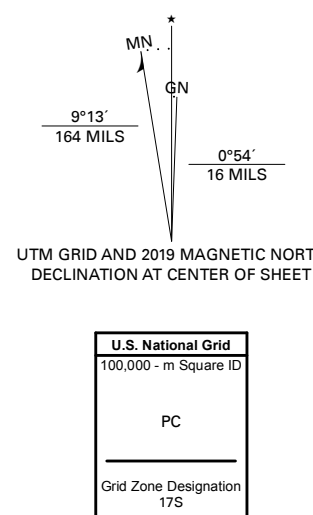 ★
MN
GN
9°13´
164 MILS
0°54´
16 MILS
UTM GRID AND 2019 MAGNETIC NORT
DECLINATION AT CENTER OF SHEET
U.S. National Grid
100,000 - m Square ID
PC
Grid Zone Designation
17S